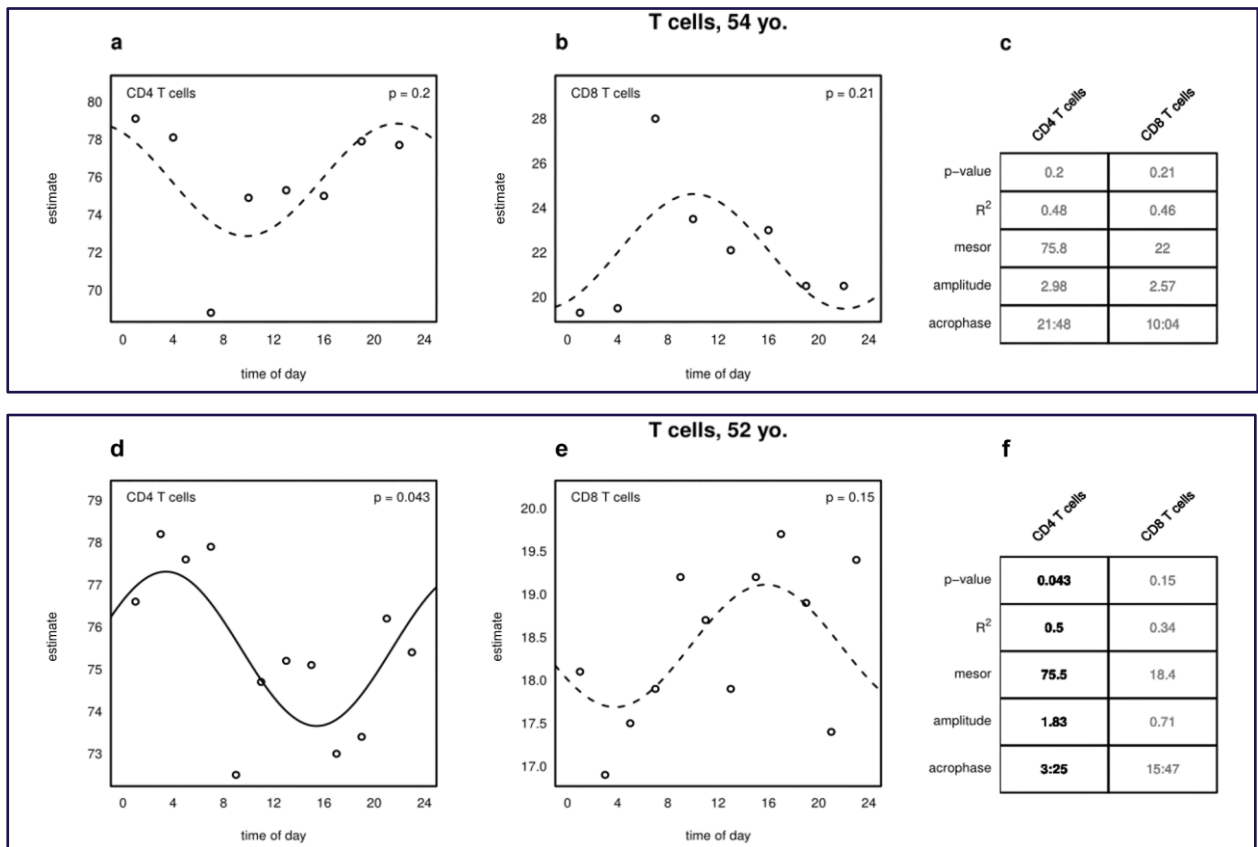 T cells, 54 yo.
a
b
c
CD4 T cells p = 0.2
80
78
76
74
72
70
estimate
0 4 8 12 16 20 24
time of day
CD8 T cells p = 0.21
28
26
24
22
20
estimate
0 4 8 12 16 20 24
time of day
CD4 T cells CD8 T cells
p−value 0.2 0.21
R² 0.48 0.46
mesor 75.8 22
amplitude 2.98 2.57
acrophase 21:48 10:04
T cells, 52 yo.
d
e
f
CD4 T cells p = 0.043
79
78
77
76
75
74
73
estimate
0 4 8 12 16 20 24
time of day
CD8 T cells p = 0.15
20.0
19.5
19.0
18.5
18.0
17.5
17.0
estimate
0 4 8 12 16 20 24
time of day
CD4 T cells CD8 T cells
p−value 0.043 0.15
R² 0.5 0.34
mesor 75.5 18.4
amplitude 1.83 0.71
acrophase 3:25 15:47